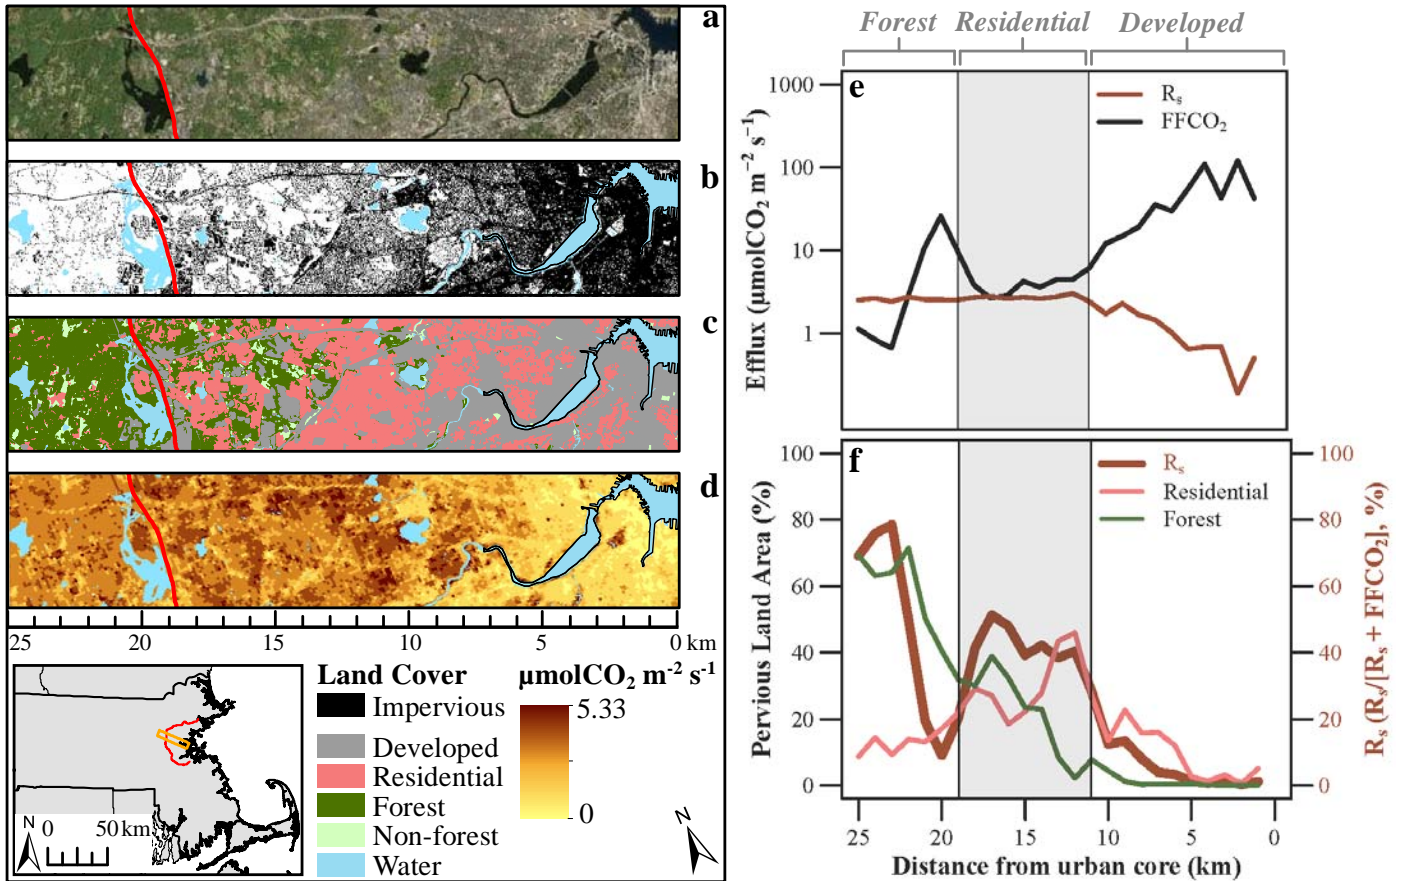 a
b
c
d
25 20 15 10 5 0 km
N 0 50 km
Land Cover
Impervious
Developed
Residential
Forest
Non-forest
Water
µmolCO₂ m⁻² s⁻¹
5.33
0
N
Forest Residential Developed
e
Rₛ
FFCO₂
1000
100
10
1
Efflux (µmolCO₂ m⁻² s⁻¹)
f
Rₛ
Residential
Forest
100
80
60
40
20
0
Pervious Land Area (%)
100
80
60
40
20
0
Rₛ (Rₛ/[Rₛ + FFCO₂], %)
25 20 15 10 5 0
Distance from urban core (km)